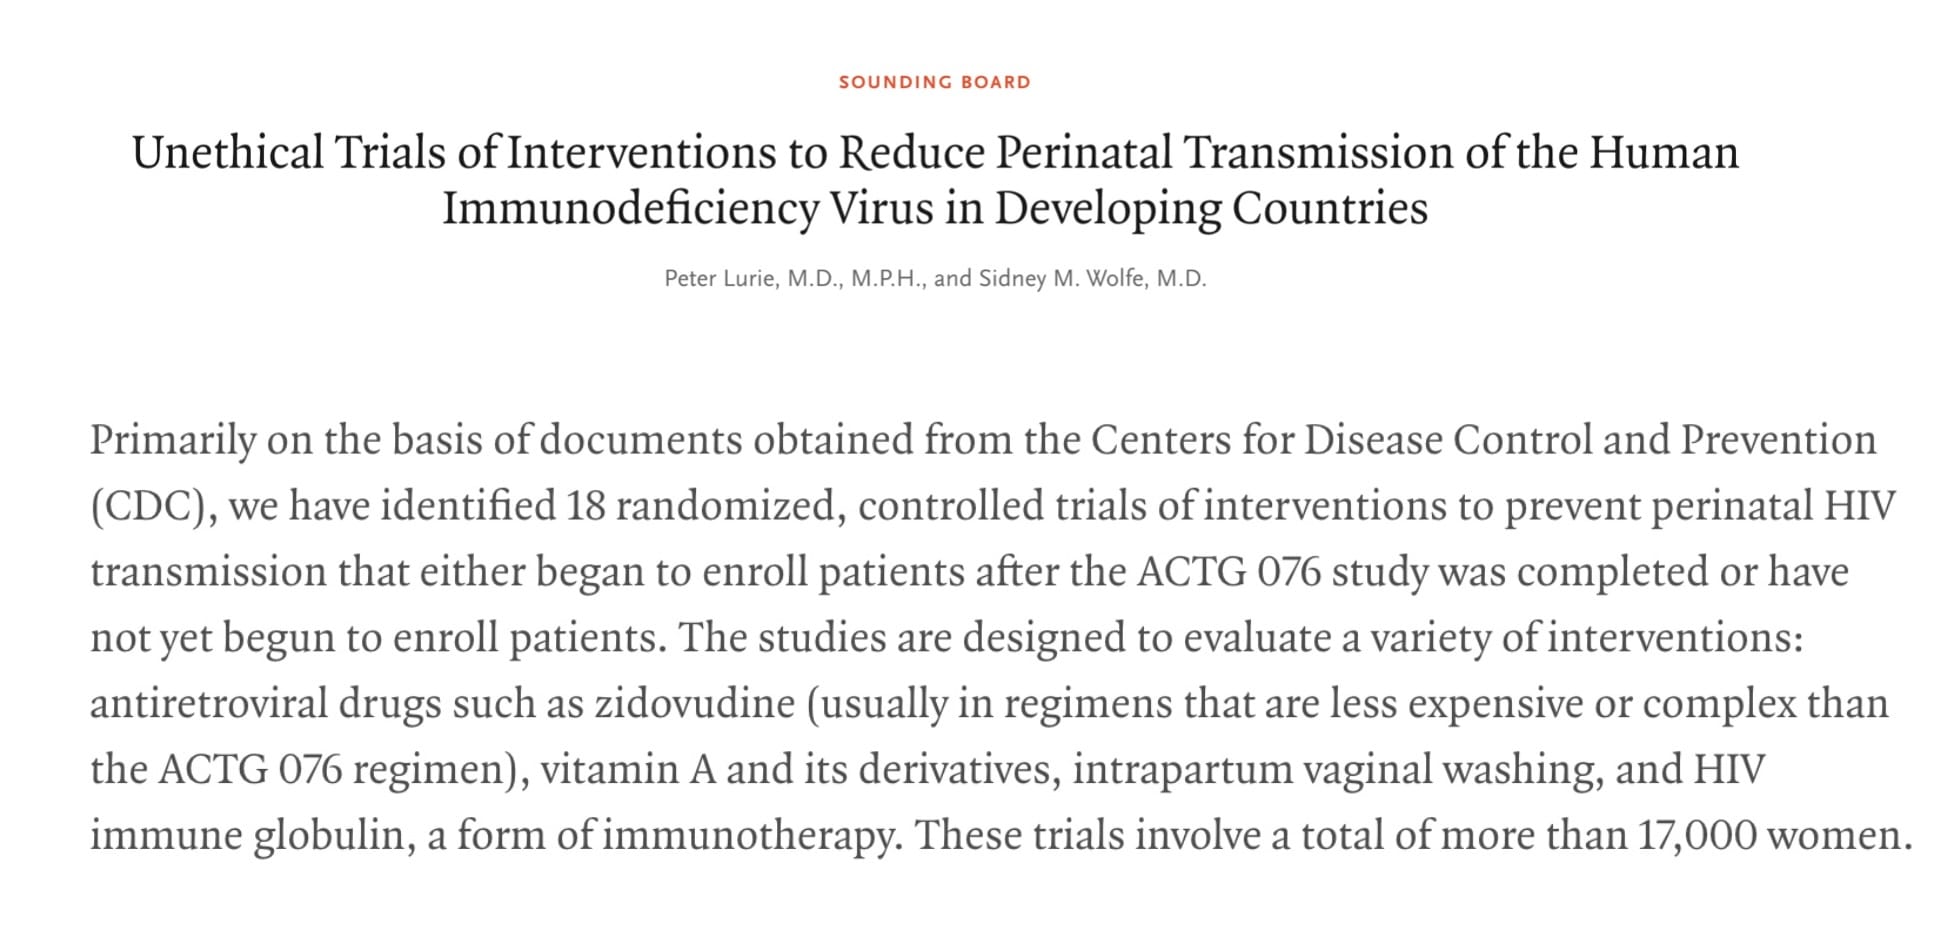 SOUNDING BOARD
Unethical Trials of Interventions to Reduce Perinatal Transmission of the Human
Immunodeficiency Virus in Developing Countries
Peter Lurie, M.D., M.P.H., and Sidney M. Wolfe, M.D.
Primarily on the basis of documents obtained from the Centers for Disease Control and Prevention
(CDC), we have identified 18 randomized, controlled trials of interventions to prevent perinatal HIV
transmission that either began to enroll patients after the ACTG 076 study was completed or have
not yet begun to enroll patients. The studies are designed to evaluate a variety of interventions:
antiretroviral drugs such as zidovudine (usually in regimens that are less expensive or complex than
the ACTG 076 regimen), vitamin A and its derivatives, intrapartum vaginal washing, and HIV
immune globulin, a form of immunotherapy. These trials involve a total of more than 17,000 women.